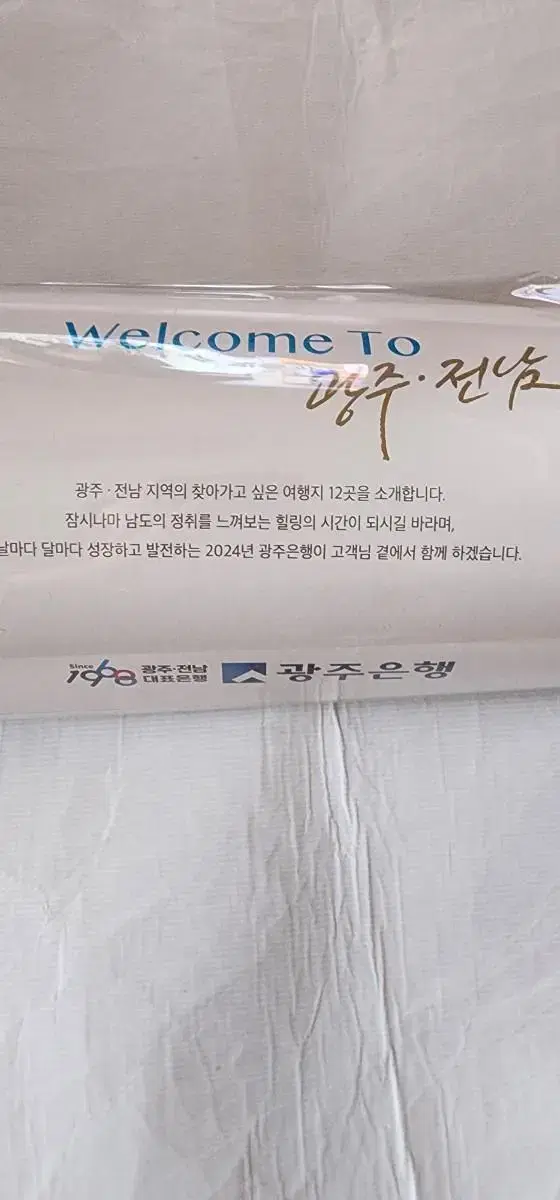 Welcome To
광주·전남
광주·전남 지역의 찾아가고 싶은 여행지 12곳을 소개합니다.
잠시나마 남도의 정취를 느껴보는 힐링의 시간이 되시길 바라며,
날마다 달마다 성장하고 발전하는 2024년 광주은행이 고객님 곁에서 함께 하겠습니다.
Since 1968 광주·전남 대표은행 광주은행